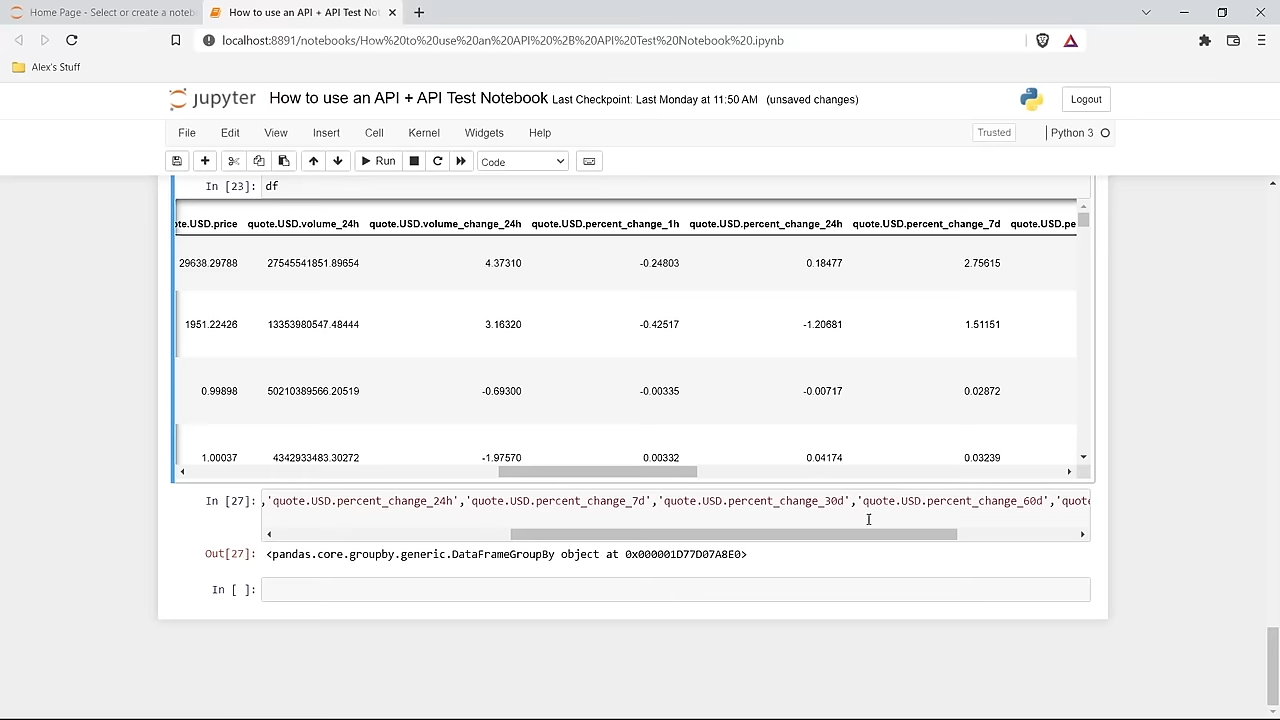 Home Page - Select or create a noteb
How to use an API + API Test Not
localhost:8891/notebooks/How%20to%20use%20an%20API%20%2B%20API%20Test%20Notebook%20.ipynb
Alex's Stuff
jupyter How to use an API + API Test Notebook Last Checkpoint: Last Monday at 11:50 AM (unsaved changes)
Logout
File Edit View Insert Cell Kernel Widgets Help
Trusted
Python 3
Run
Code
In [23]: df
te.USD.price quote.USD.volume_24h quote.USD.volume_change_24h quote.USD.percent_change_1h quote.USD.percent_change_24h quote.USD.percent_change_7d quote.USD.pe
29638.29788 27545541851.89654 4.37310 -0.24803 0.18477 2.75615
1951.22426 13353980547.48444 3.16320 -0.42517 -1.20681 1.51151
0.99898 50210389566.20519 -0.69300 -0.00335 -0.00717 0.02872
1.00037 4342933483.30272 -1.97570 0.00332 0.04174 0.03239
In [27]: ,'quote.USD.percent_change_24h','quote.USD.percent_change_7d','quote.USD.percent_change_30d','quote.USD.percent_change_60d','quote
Out[27]: <pandas.core.groupby.generic.DataFrameGroupBy object at 0x000001D77D07A8E0>
In [ ]: